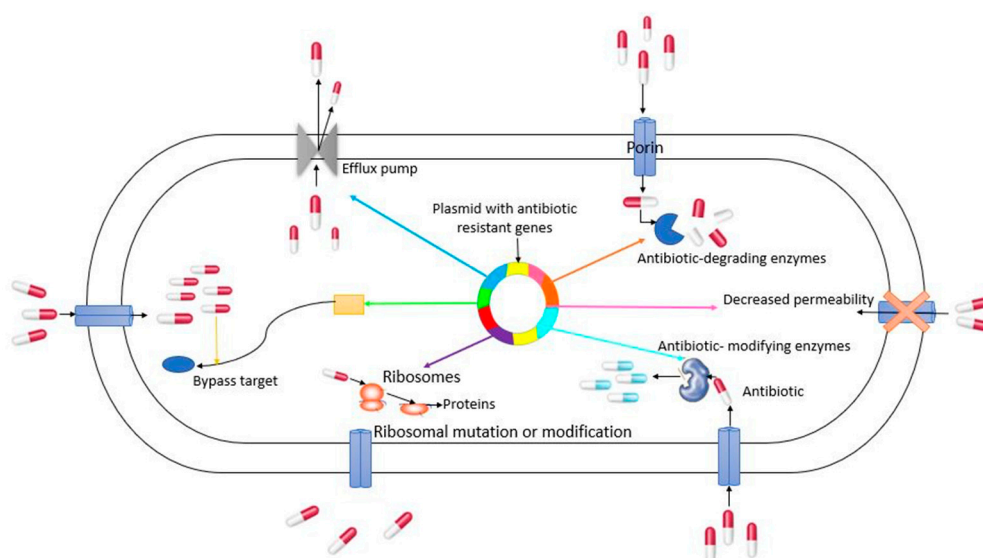 Porin
Efflux pump
Plasmid with antibiotic
resistant genes
Antibiotic-degrading enzymes
Decreased permeability
Antibiotic- modifying enzymes
Bypass target
Ribosomes
Antibiotic
Proteins
Ribosomal mutation or modification